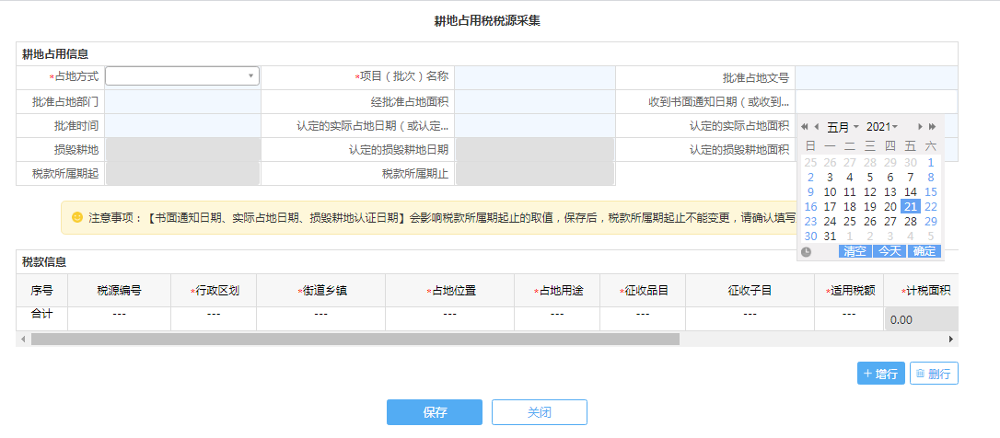 耕地占用税税源采集
耕地占用信息
*占地方式 *项目（批次）名称 批准占地文号
批准占地部门 经批准占地面积 收到书面通知日期（或收到...
批准时间 认定的实际占地日期（或认定... 认定的实际占地面积
损毁耕地 认定的损毁耕地日期 认定的损毁耕地面积
税款所属期起 税款所属期止
五月 2021
日 一 二 三 四 五 六
25 26 27 28 29 30 1
2 3 4 5 6 7 8
9 10 11 12 13 14 15
16 17 18 19 20 21 22
23 24 25 26 27 28 29
30 31 1 2 3 4 5
清空 今天 确定
注意事项：【书面通知日期、实际占地日期、损毁耕地认证日期】会影响税款所属期起止的取值，保存后，税款所属期起止不能变更，请确认填写
税款信息
序号 税源编号 *行政区划 *街道乡镇 *占地位置 *占地用途 *征收品目 征收子目 *适用税额 *计税面积
合计 --- --- --- --- --- --- --- --- 0.00
+ 增行 删行
保存 关闭